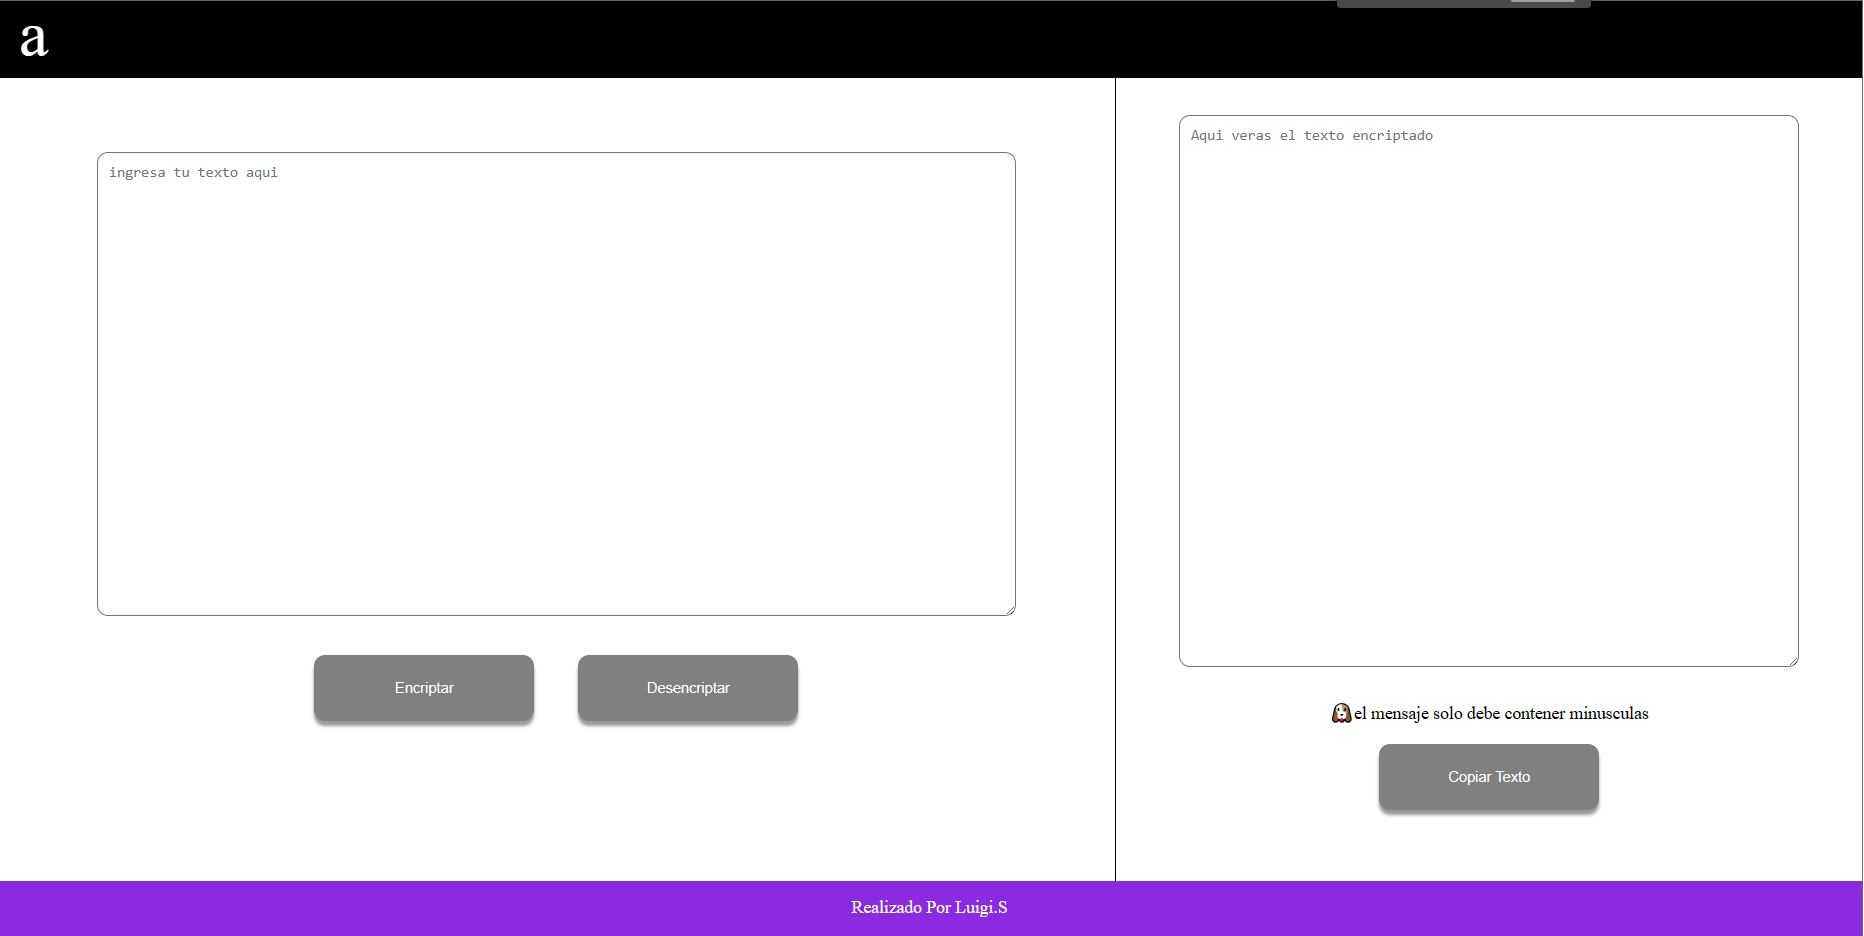 a
ingresa tu texto aqui
Encriptar
Desencriptar
Aqui veras el texto encriptado
el mensaje solo debe contener minusculas
Copiar Texto
Realizado Por Luigi.S